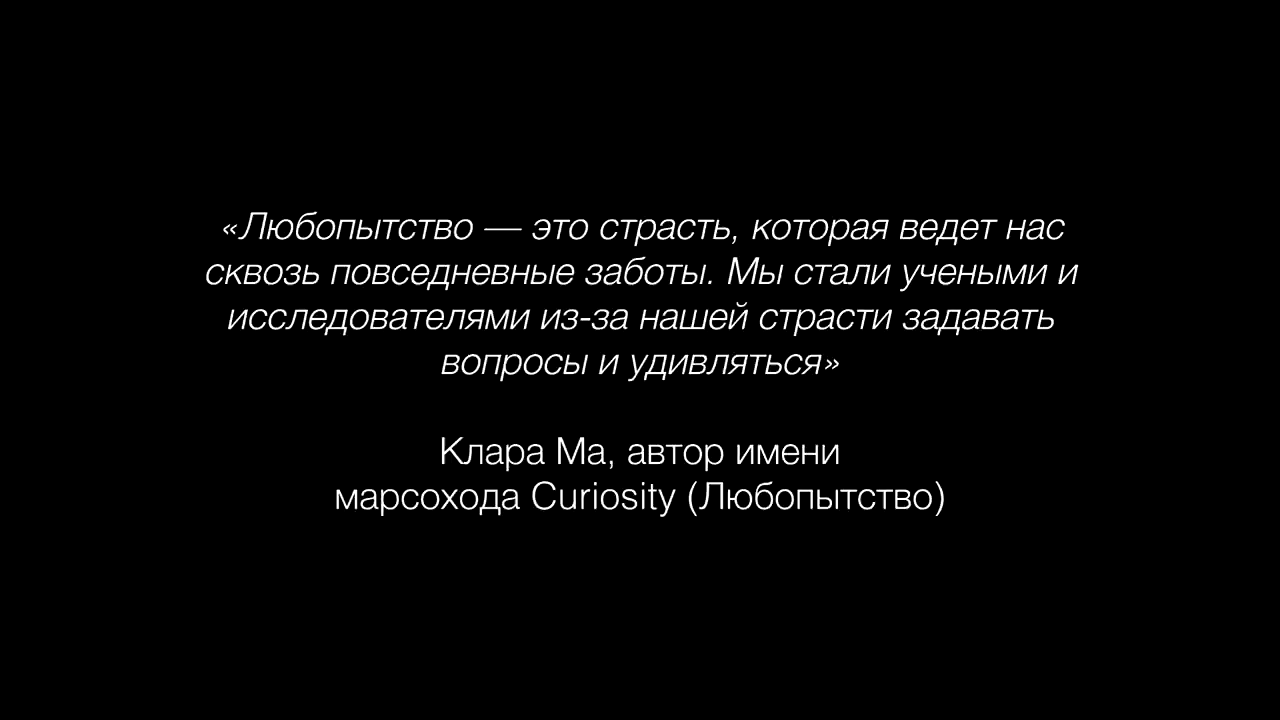 «Любопытство — это страсть, которая ведет нас
сквозь повседневные заботы. Мы стали учеными и
исследователями из-за нашей страсти задавать
вопросы и удивляться»
Клара Ма, автор имени
марсохода Curiosity (Любопытство)